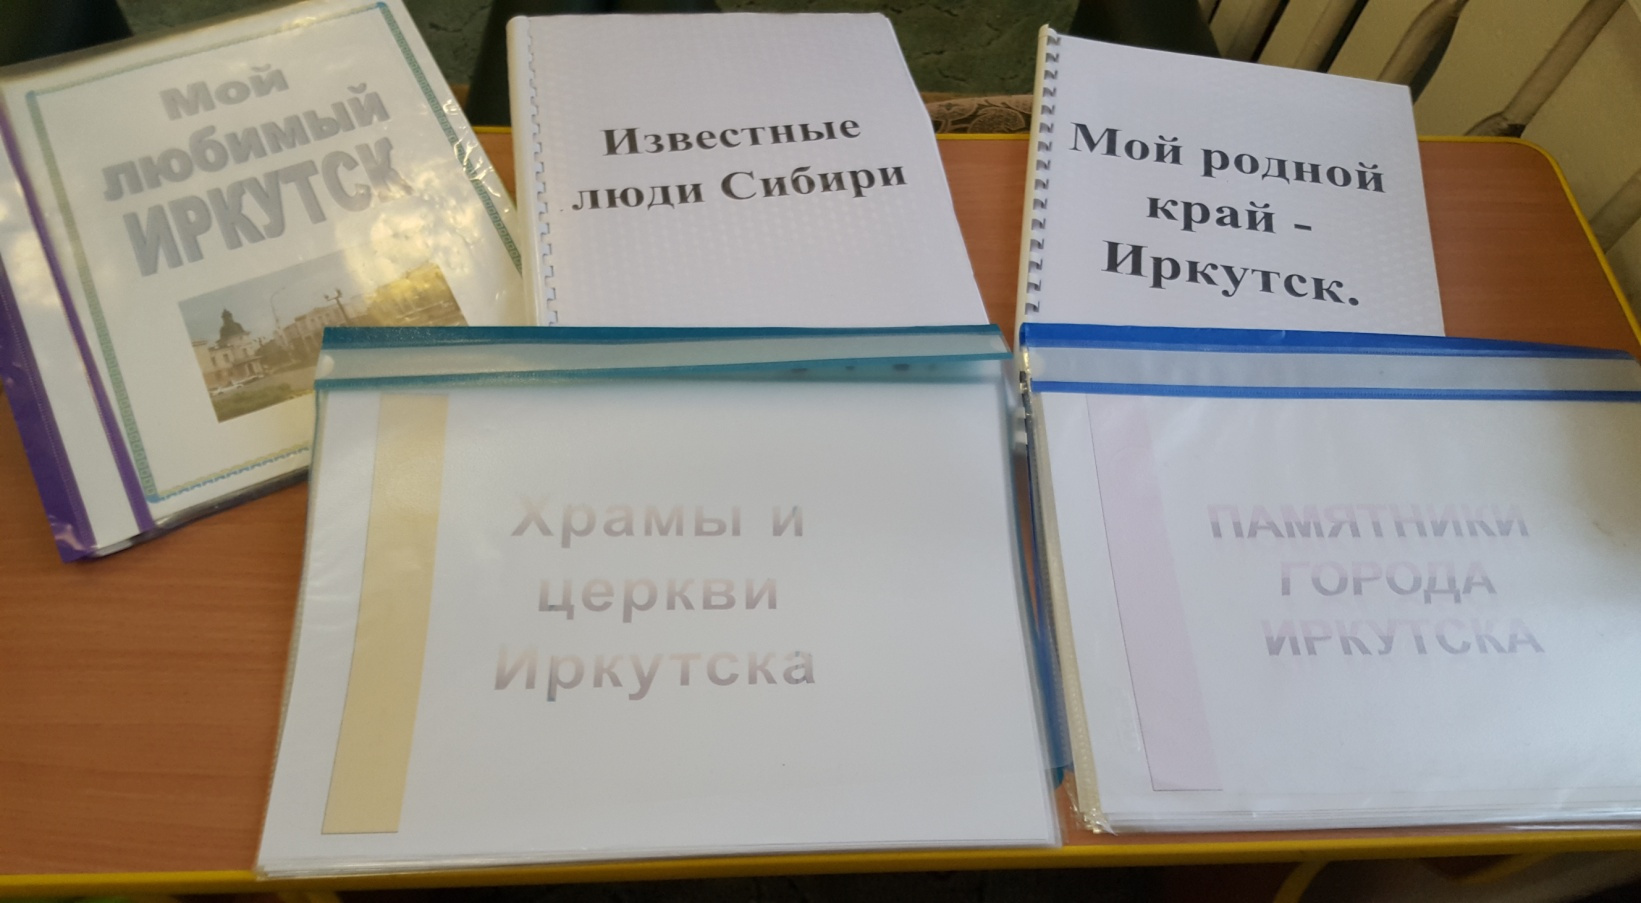 Мой
любимый
ИРКУТСК
Известные
люди Сибири
Мой родной
край -
Иркутск.
Храмы и
церкви
Иркутска
ПАМЯТНИКИ
ГОРОДА
ИРКУТСКА